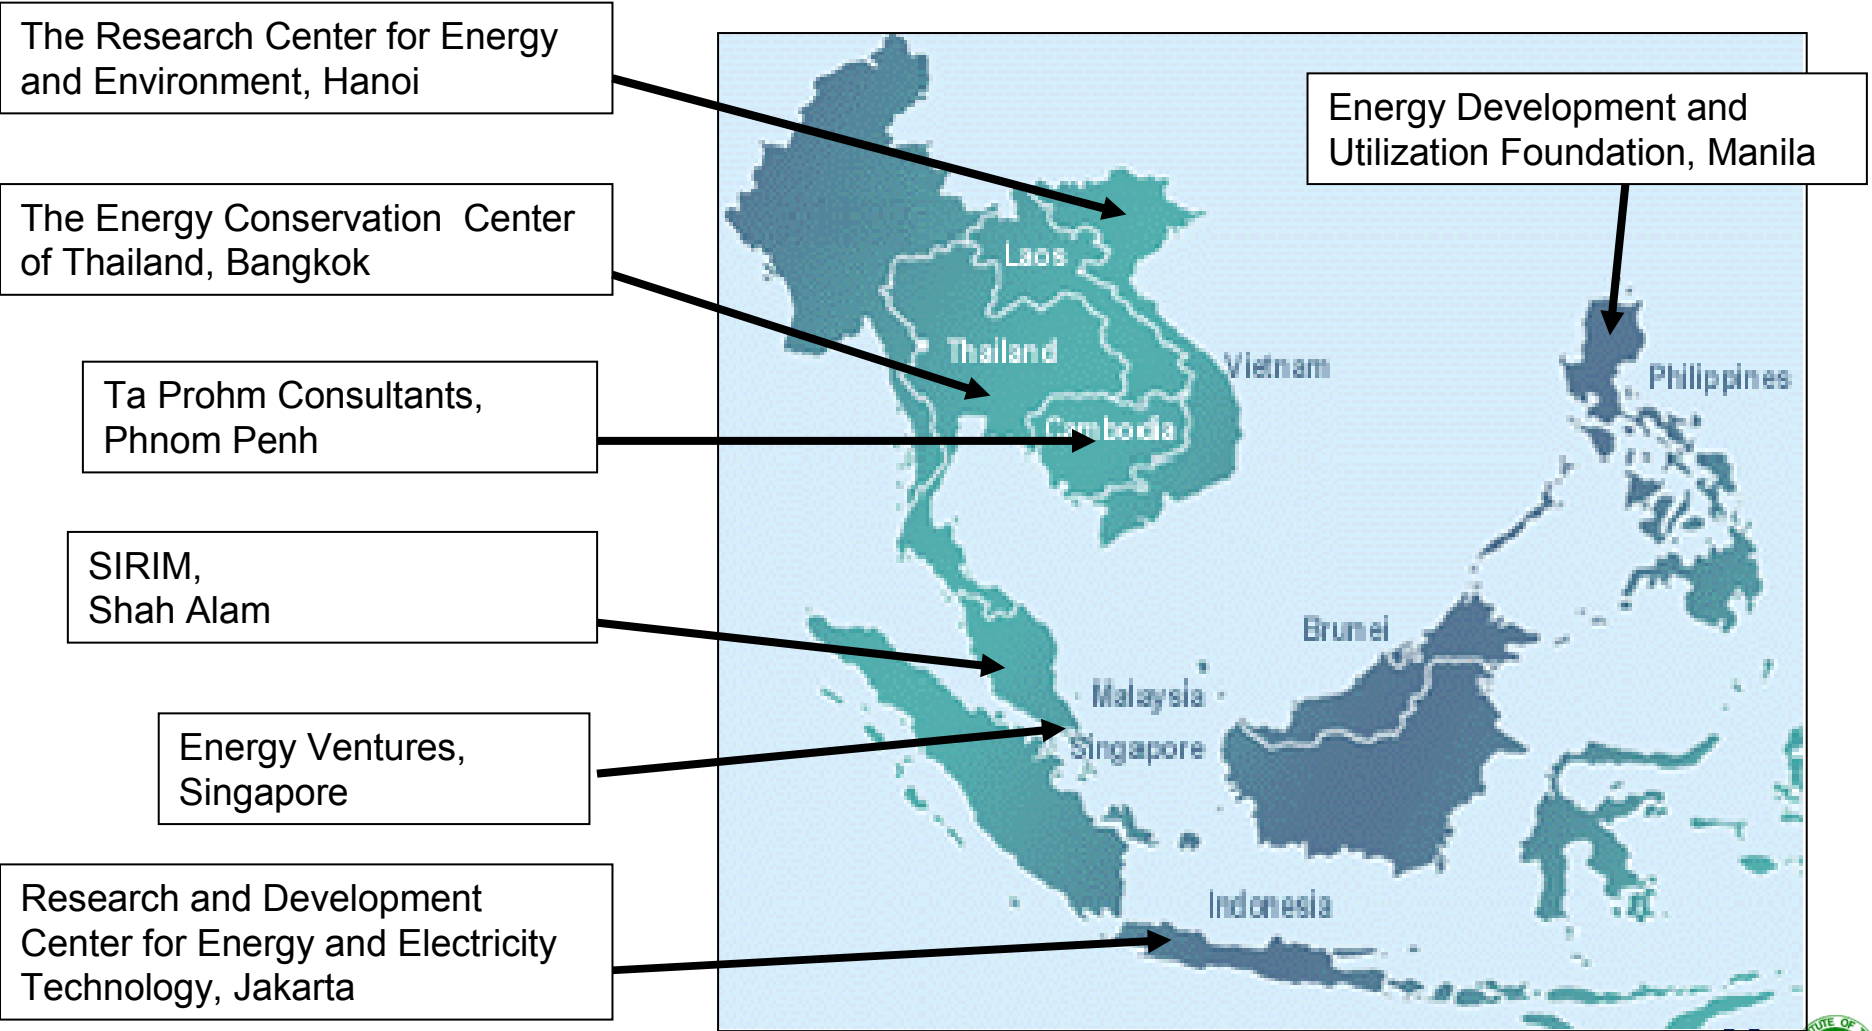 The Research Center for Energy
and Environment, Hanoi
Energy Development and
Utilization Foundation, Manila
The Energy Conservation  Center
of Thailand, Bangkok
Ta Prohm Consultants,
Phnom Penh
SIRIM,
Shah Alam
Energy Ventures,
Singapore
Research and Development
Center for Energy and Electricity
Technology, Jakarta
Laos
Thailand
Vietnam
Philippines
Cambodia
Brunei
Malaysia
Singapore
Indonesia